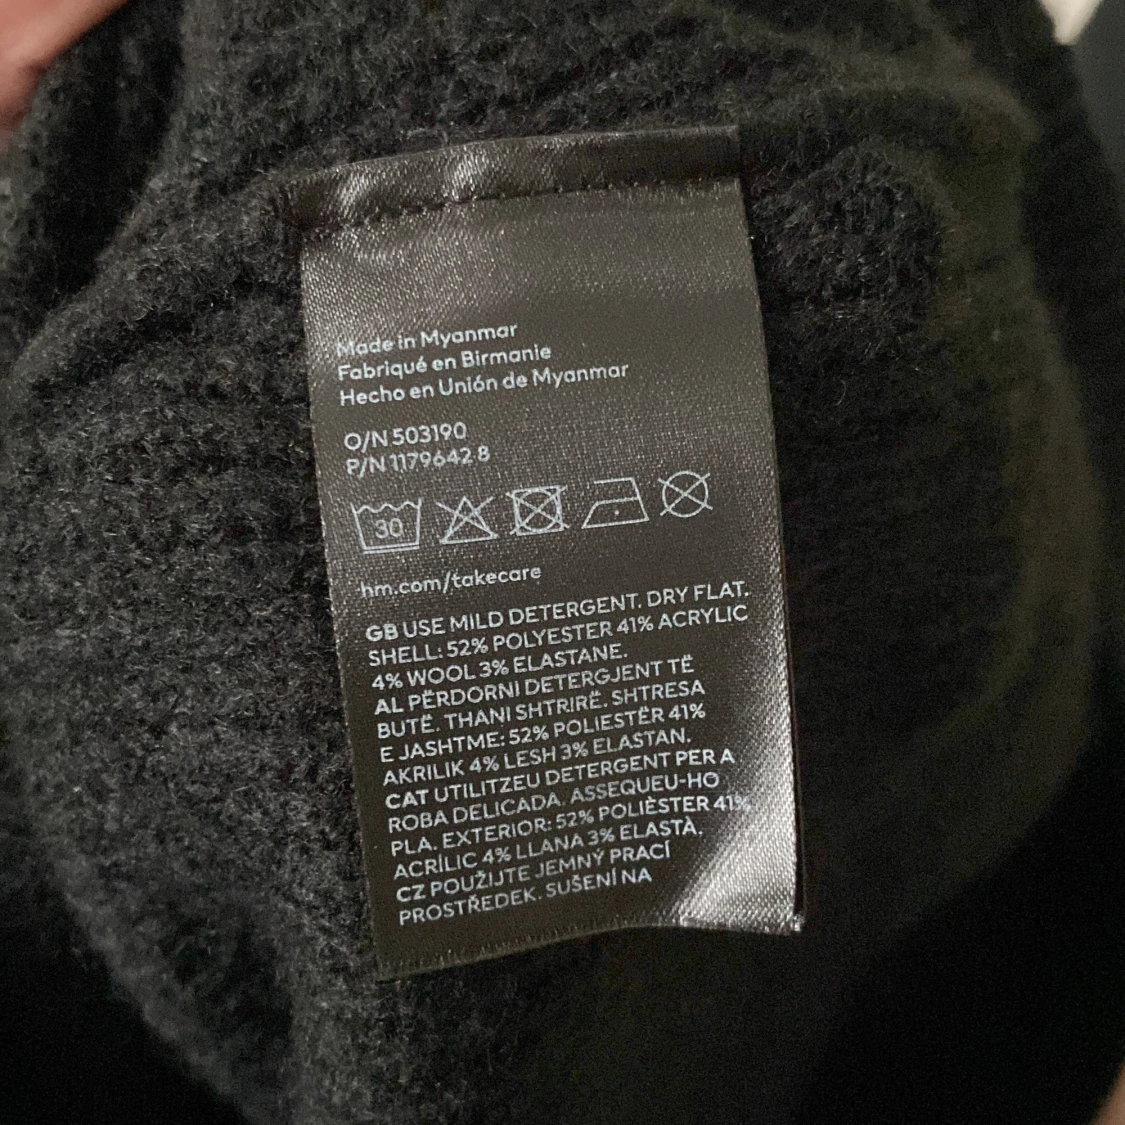 Made in Myanmar
Fabriqué en Birmanie
Hecho en Unión de Myanmar
O/N 503190
P/N 1179642 8
30
hm.com/takecare
GB USE MILD DETERGENT. DRY FLAT.
SHELL: 52% POLYESTER 41% ACRYLIC
4% WOOL 3% ELASTANE.
AL PËRDORNI DETERGJENT TË
BUTË. THANI SHTRIRË. SHTRESA
E JASHTME: 52% POLIESTËR 41%
AKRILIK 4% LESH 3% ELASTAN.
CAT UTILITZEU DETERGENT PER A
ROBA DELICADA. ASSEQUEU-HO
PLA. EXTERIOR: 52% POLIÈSTER 41%
ACRÍLIC 4% LLANA 3% ELASTÀ.
CZ POUŽIJTE JEMNÝ PRACÍ
PROSTŘEDEK. SUŠENÍ NA